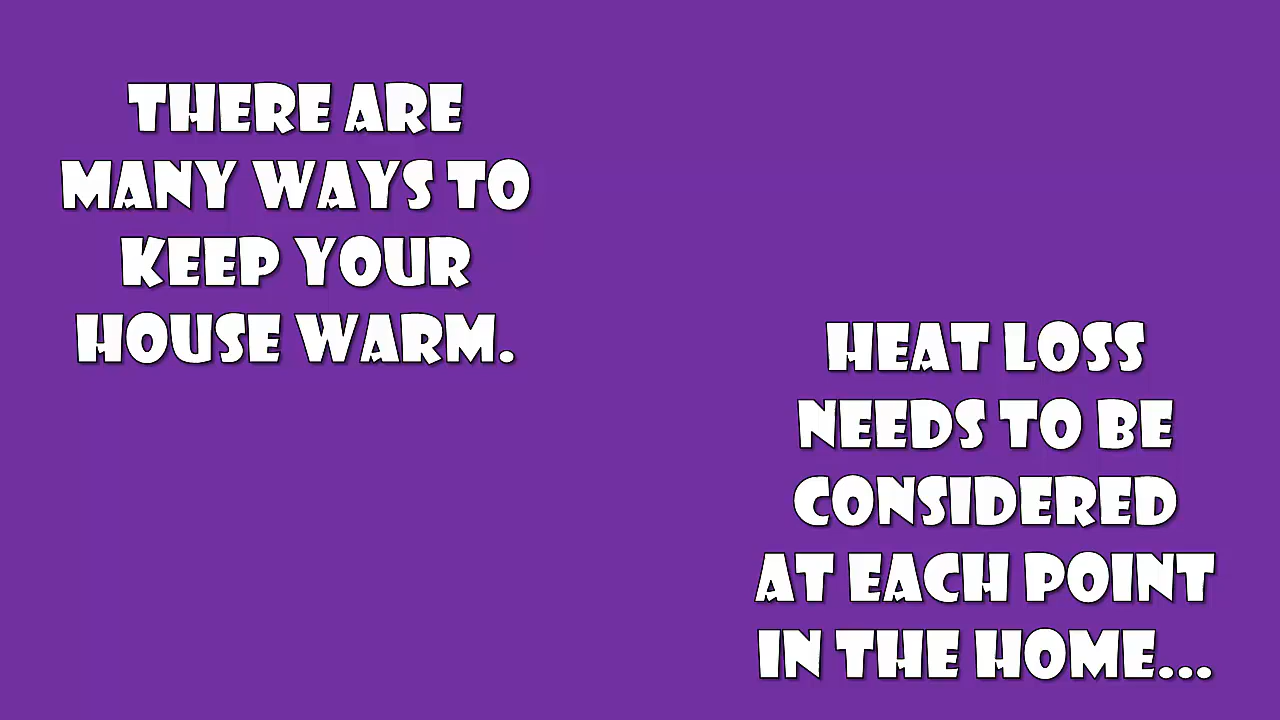 THERE ARE
MANY WAYS TO
KEEP YOUR
HOUSE WARM.
HEAT LOSS
NEEDS TO BE
CONSIDERED
AT EACH POINT
IN THE HOME...